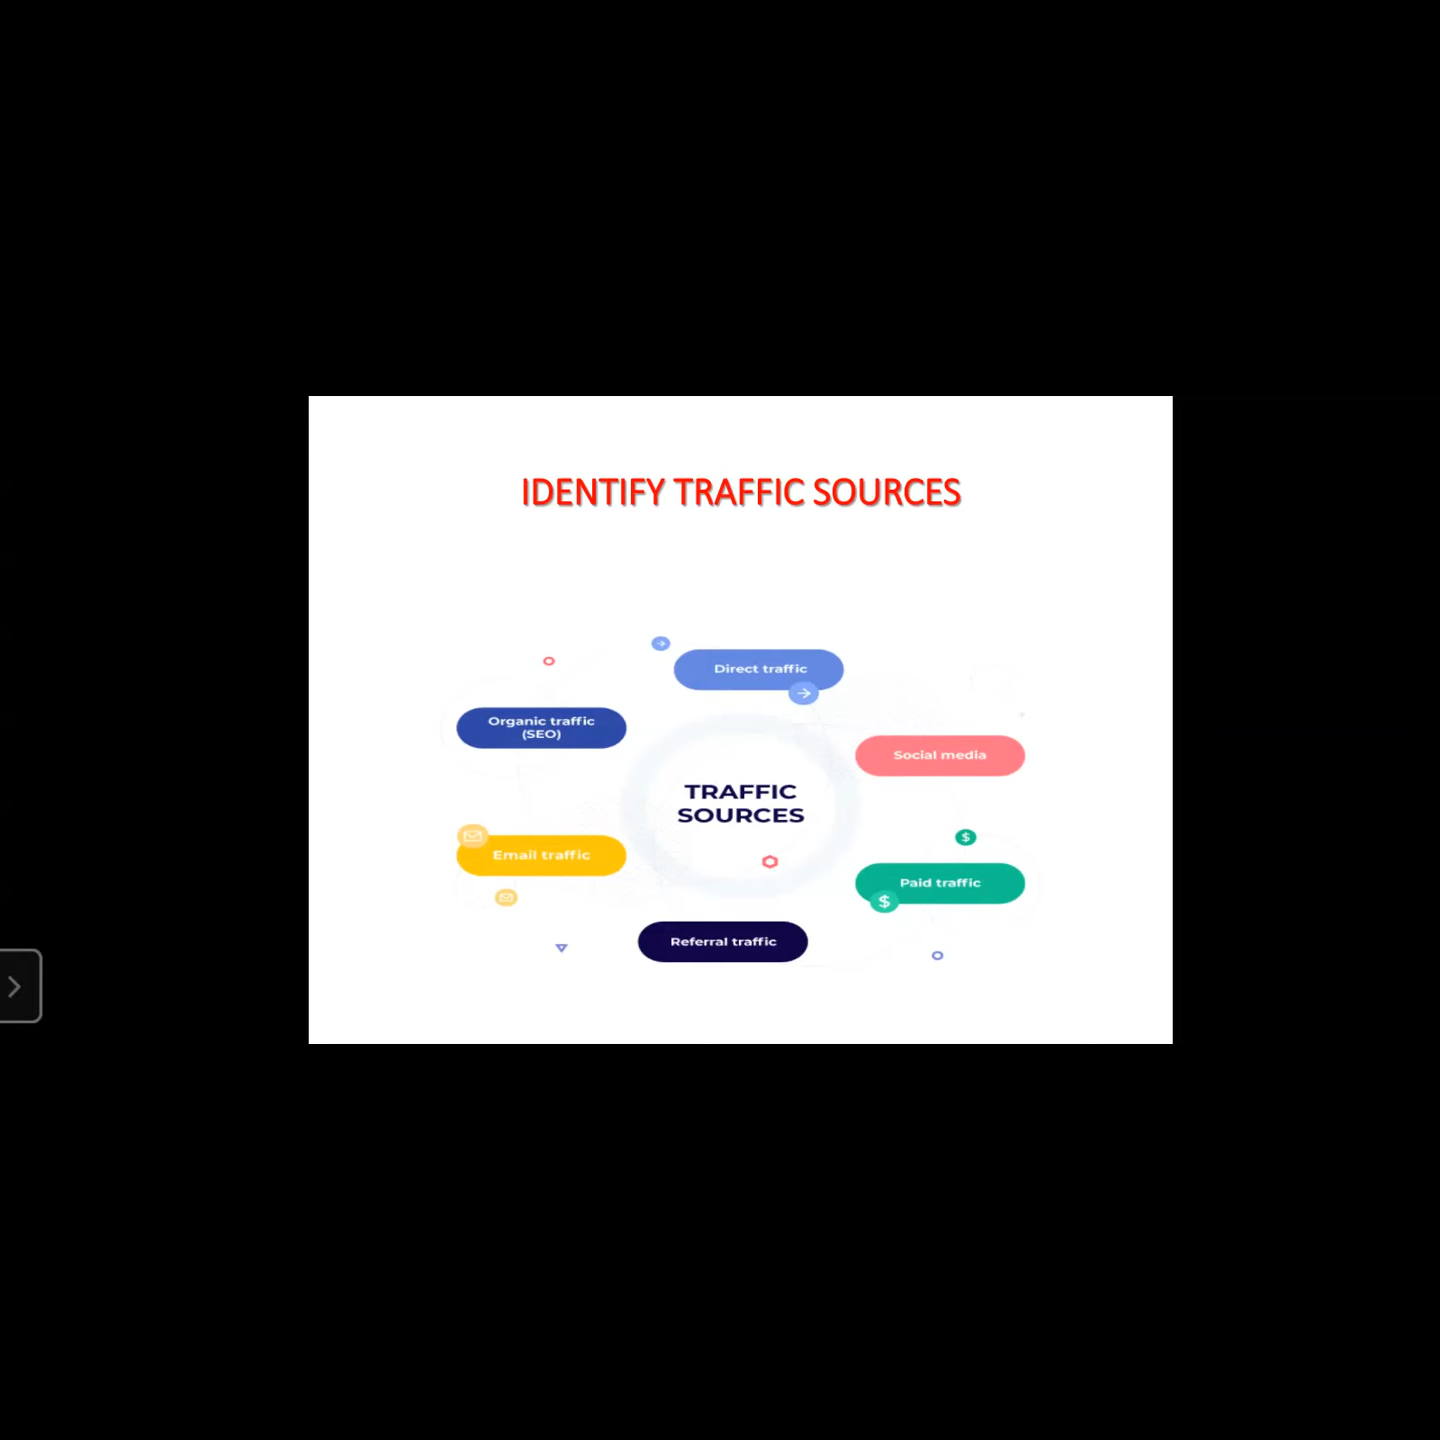 IDENTIFY TRAFFIC SOURCES
Direct traffic
Organic traffic
(SEO)
Social media
TRAFFIC
SOURCES
$
Email traffic
Paid traffic
$
Referral traffic